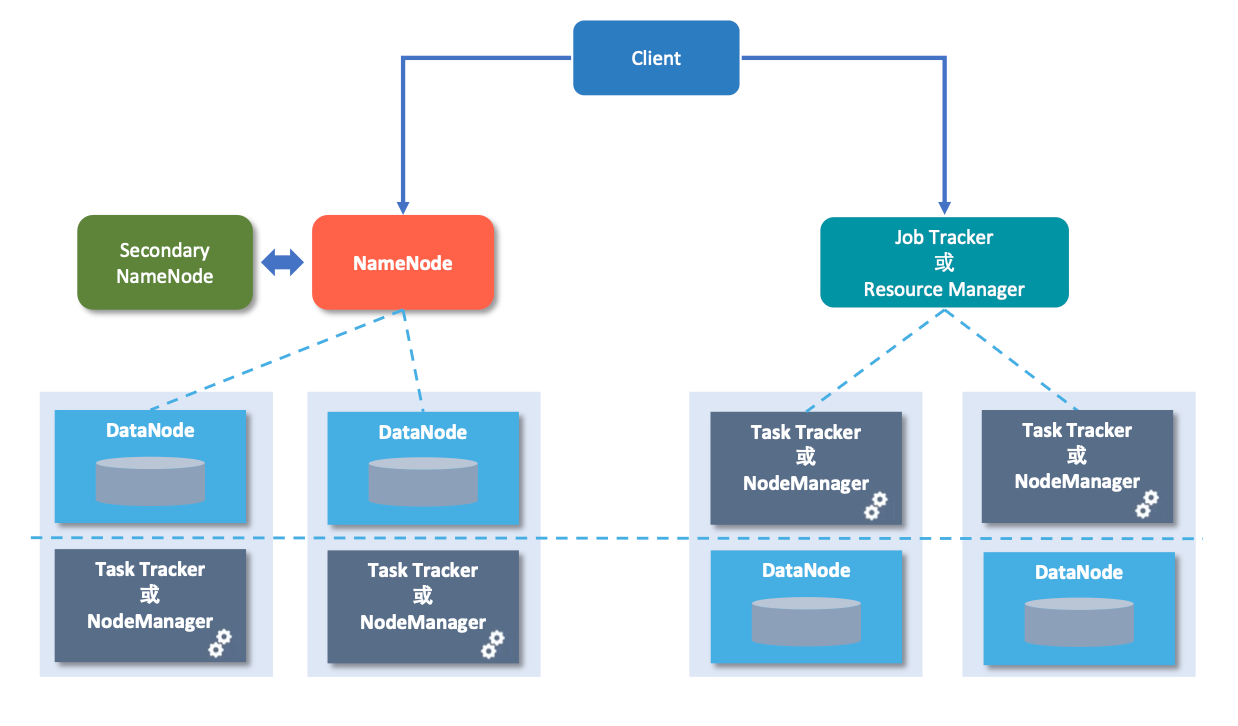 Client
Secondary
NameNode
NameNode
Job Tracker
或
Resource Manager
DataNode
DataNode
Task Tracker
或
NodeManager
Task Tracker
或
NodeManager
Task Tracker
或
NodeManager
Task Tracker
或
NodeManager
DataNode
DataNode